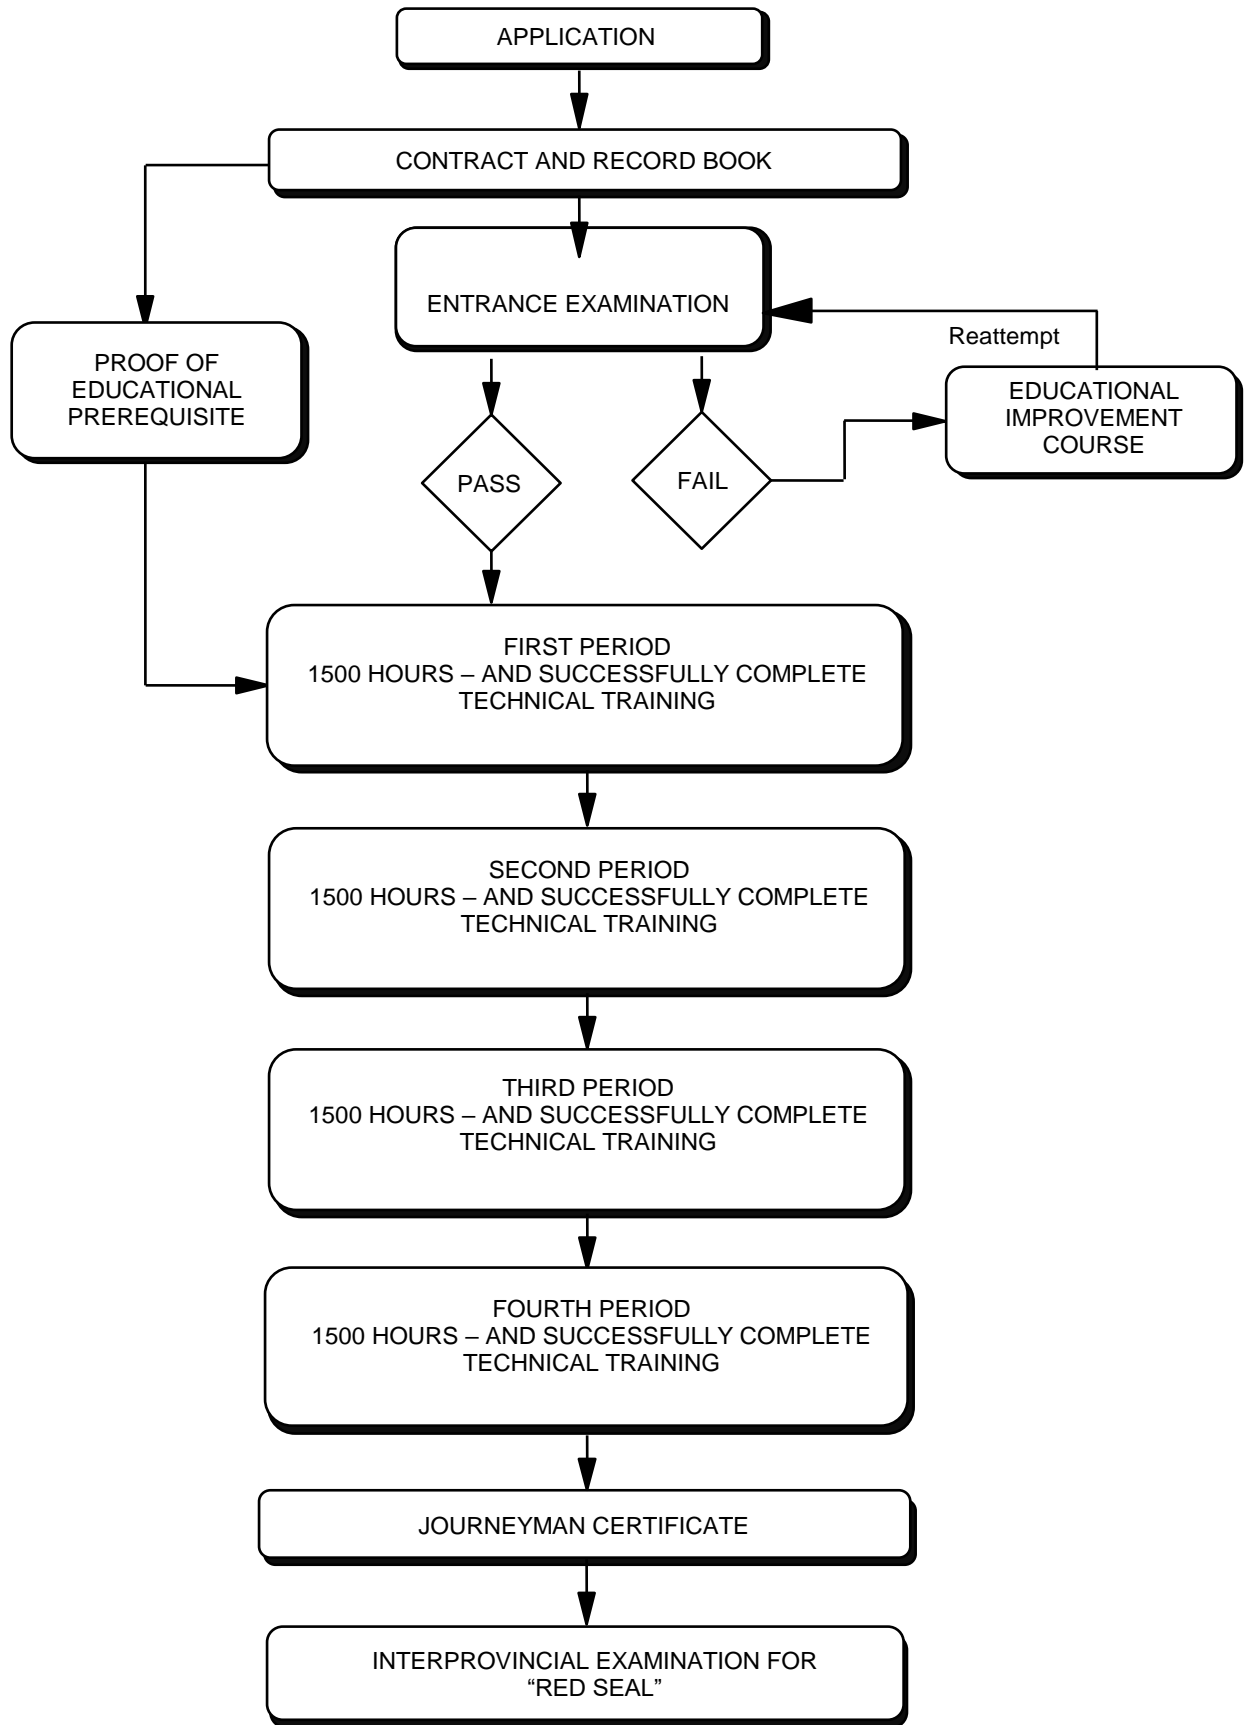 APPLICATION
CONTRACT AND RECORD BOOK
ENTRANCE EXAMINATION
Reattempt
PROOF OF
EDUCATIONAL
PREREQUISITE
EDUCATIONAL
IMPROVEMENT
COURSE
PASS
FAIL
FIRST PERIOD
1500 HOURS – AND SUCCESSFULLY COMPLETE
TECHNICAL TRAINING
SECOND PERIOD
1500 HOURS – AND SUCCESSFULLY COMPLETE
TECHNICAL TRAINING
THIRD PERIOD
1500 HOURS – AND SUCCESSFULLY COMPLETE
TECHNICAL TRAINING
FOURTH PERIOD
1500 HOURS – AND SUCCESSFULLY COMPLETE
TECHNICAL TRAINING
JOURNEYMAN CERTIFICATE
INTERPROVINCIAL EXAMINATION FOR
“RED SEAL”